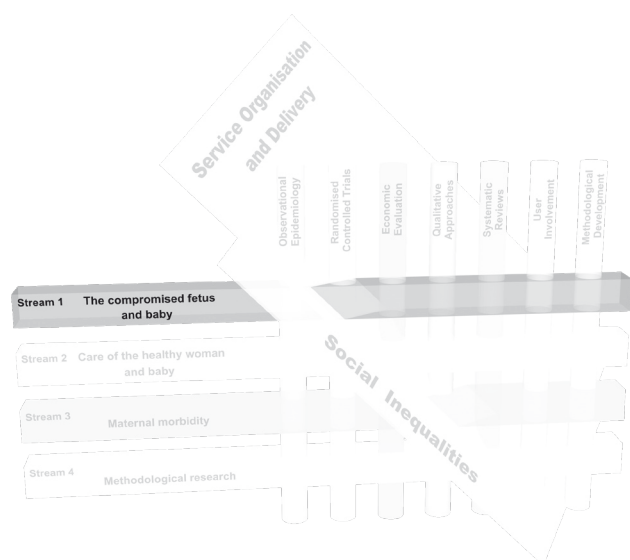 Service Organisation
and Delivery
Observational
Epidemiology
Randomised
Controlled Trials
Economic
Evaluation
Qualitative
Approaches
Systematic
Reviews
User
Involvement
Methodological
Development
Stream 1 The compromised fetus
and baby
Stream 2 Care of the healthy woman
and baby
Stream 3 Maternal morbidity
Stream 4 Methodological research
Social Inequalities